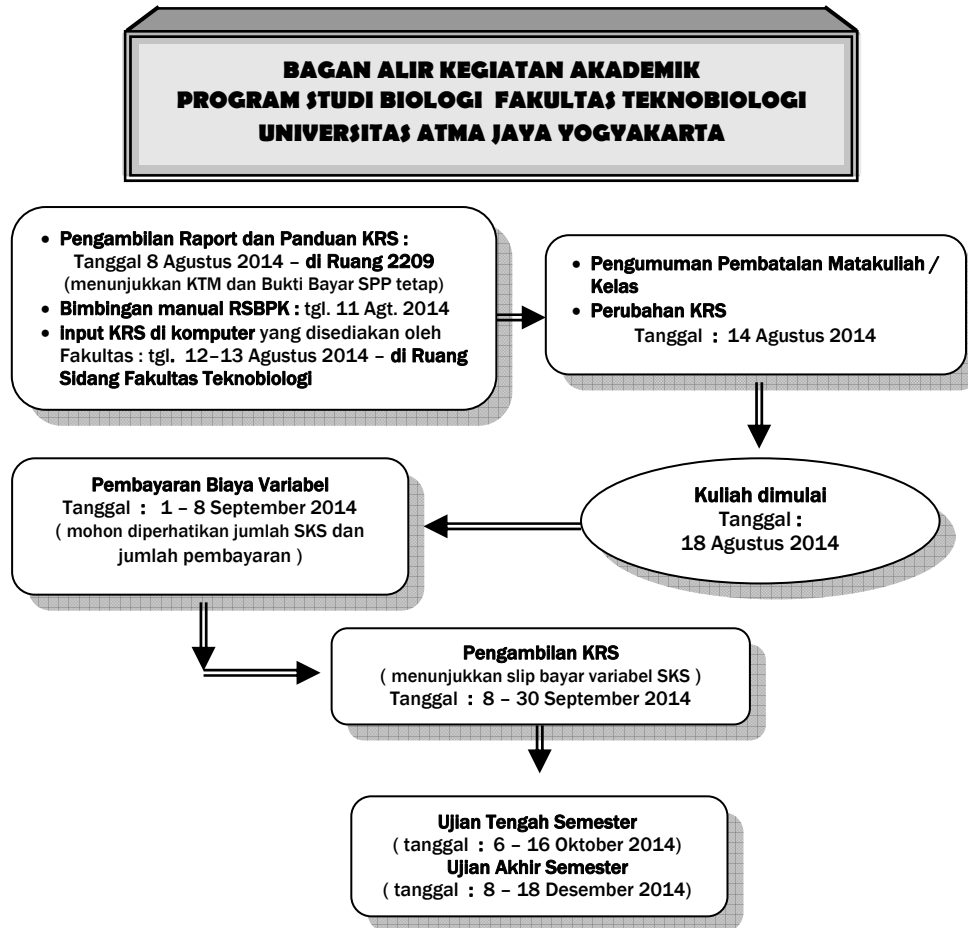 BAGAN ALIR KEGIATAN AKADEMIK
PROGRAM STUDI BIOLOGI FAKULTAS TEKNOBIOLOGI
UNIVERSITAS ATMA JAYA YOGYAKARTA
• Pengambilan Raport dan Panduan KRS :
Tanggal 8 Agustus 2014 – di Ruang 2209
(menunjukkan KTM dan Bukti Bayar SPP tetap)
• Bimbingan manual RSBPK : tgl. 11 Agt. 2014
• input KRS di komputer yang disediakan oleh
Fakultas : tgl. 12–13 Agustus 2014 – di Ruang
Sidang Fakultas Teknobiologi
• Pengumuman Pembatalan Matakuliah /
Kelas
• Perubahan KRS
Tanggal : 14 Agustus 2014
Kuliah dimulai
Tanggal :
18 Agustus 2014
Pembayaran Biaya Variabel
Tanggal : 1 – 8 September 2014
( mohon diperhatikan jumlah SKS dan
jumlah pembayaran )
Pengambilan KRS
( menunjukkan slip bayar variabel SKS )
Tanggal : 8 – 30 September 2014
Ujian Tengah Semester
( tanggal : 6 – 16 Oktober 2014)
Ujian Akhir Semester
( tanggal : 8 – 18 Desember 2014)